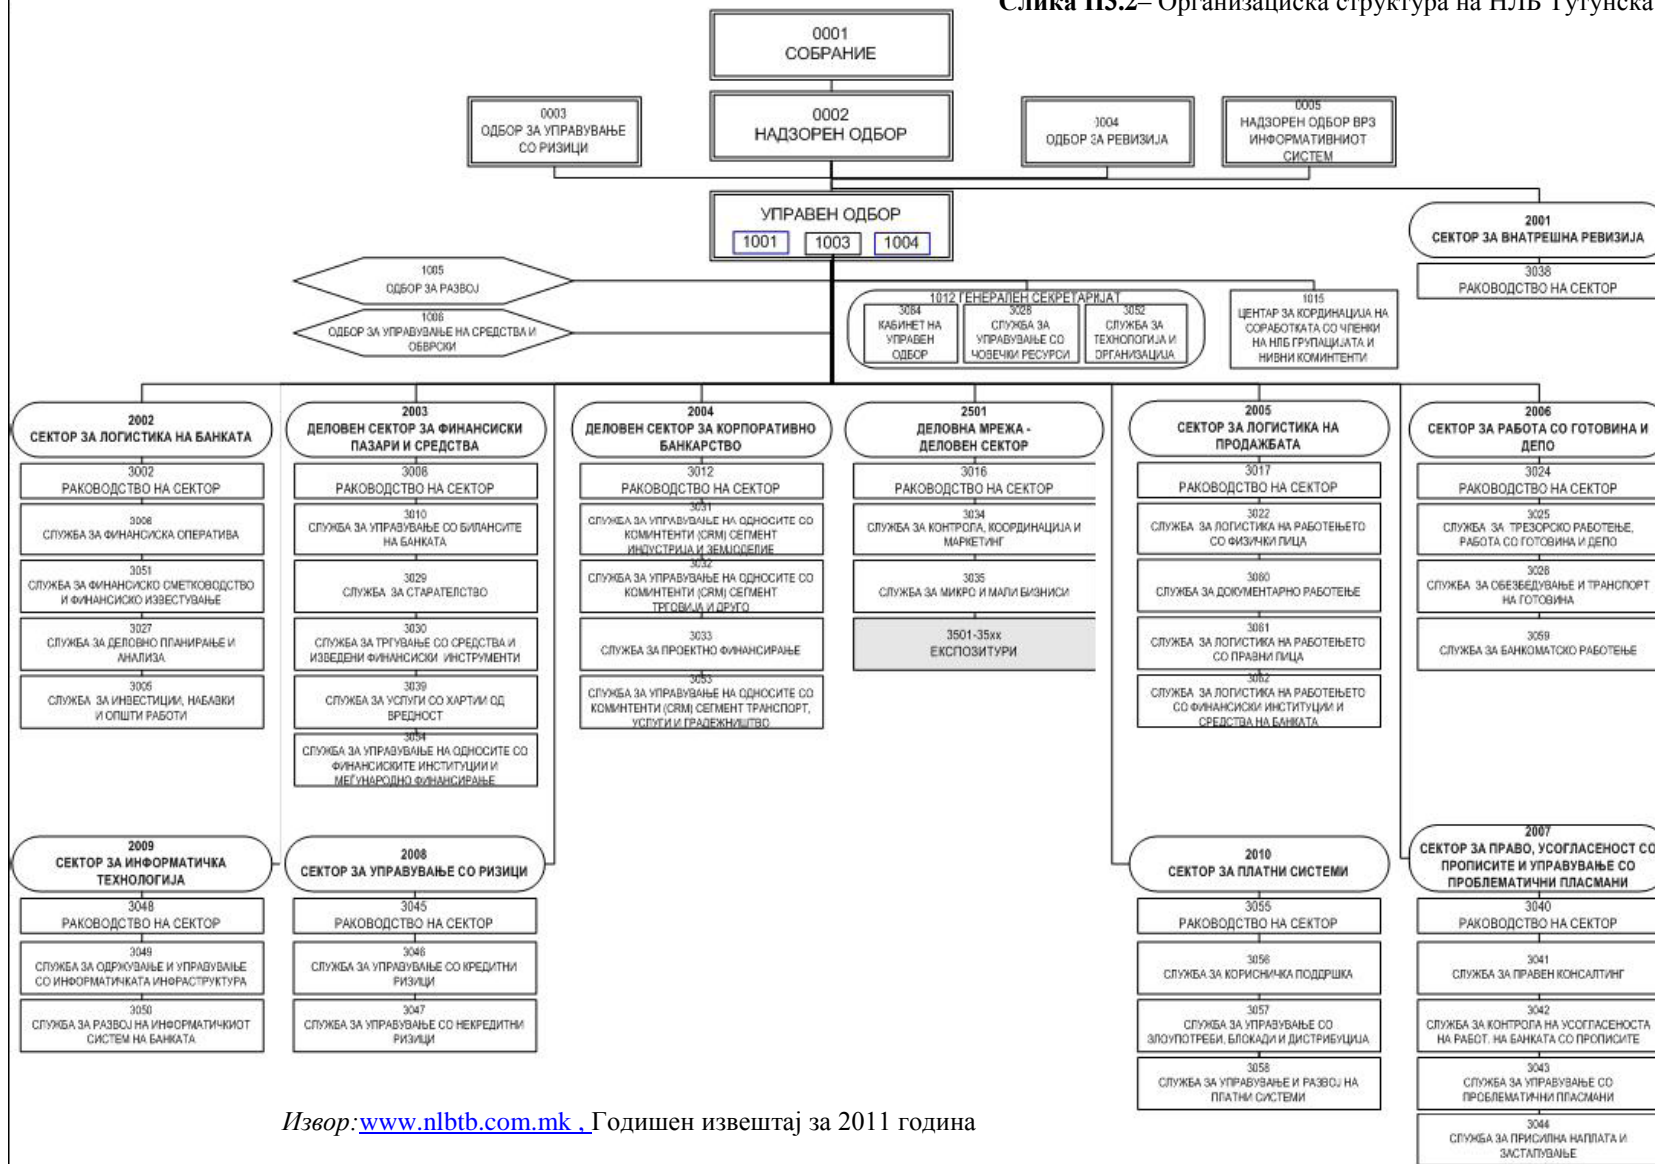 Слика П3.2– Организациска структура на НЛБ Тутунска
0001
СОБРАНИЕ
0003
ОДБОР ЗА УПРАВУВАЊЕ
СО РИЗИЦИ
0002
НАДЗОРЕН ОДБОР
0004
ОДБОР ЗА РЕВИЗИЈА
0005
НАДЗОРЕН ОДБОР ВРЗ
ИНФОРМАТИВНИОТ
СИСТЕМ
УПРАВЕН ОДБОР
1001 1003 1004
2001
СЕКТОР ЗА ВНАТРЕШНА РЕВИЗИЈА
3038
РАКОВОДСТВО НА СЕКТОР
1005
ОДБОР ЗА РАЗВОЈ
1006
ОДБОР ЗА УПРАВУВАЊЕ НА СРЕДСТВА И
ОБВРСКИ
1012 ГЕНЕРАЛЕН СЕКРЕТАРИЈАТ
3064
КАБИНЕТ НА
УПРАВЕН
ОДБОР
3028
СЛУЖБА ЗА
УПРАВУВАЊЕ СО
ЧОВЕЧКИ РЕСУРСИ
3052
СЛУЖБА ЗА
ТЕХНОЛОГИЈА И
ОРГАНИЗАЦИЈА
1015
ЦЕНТАР ЗА КОРДИНАЦИЈА НА
СОРАБОТКАТА СО ЧЛЕНКИ
НА НЛБ ГРУПАЦИЈАТА И
НИВНИ КОМИНТЕНТИ
2002
СЕКТОР ЗА ЛОГИСТИКА НА БАНКАТА
3002
РАКОВОДСТВО НА СЕКТОР
3006
СЛУЖБА ЗА ФИНАНСИСКА ОПЕРАТИВА
3051
СЛУЖБА ЗА ФИНАНСИСКО СМЕТКОВОДСТВО
И ФИНАНСИСКО ИЗВЕСТУВАЊЕ
3027
СЛУЖБА ЗА ДЕЛОВНО ПЛАНИРАЊЕ И
АНАЛИЗА
3005
СЛУЖБА ЗА ИНВЕСТИЦИИ, НАБАВКИ
И ОПШТИ РАБОТИ
2003
ДЕЛОВЕН СЕКТОР ЗА ФИНАНСИСКИ
ПАЗАРИ И СРЕДСТВА
3008
РАКОВОДСТВО НА СЕКТОР
3010
СЛУЖБА ЗА УПРАВУВАЊЕ СО БИЛАНСИТЕ
НА БАНКАТА
3029
СЛУЖБА ЗА СТАРАТЕЛСТВО
3030
СЛУЖБА ЗА ТРГУВАЊЕ СО СРЕДСТВА И
ИЗВЕДЕНИ ФИНАНСИСКИ ИНСТРУМЕНТИ
3039
СЛУЖБА ЗА УСЛУГИ СО ХАРТИИ ОД
ВРЕДНОСТ
3054
СЛУЖБА ЗА УПРАВУВАЊЕ НА ОДНОСИТЕ СО
ФИНАНСИСКИТЕ ИНСТИТУЦИИ И
МЕЃУНАРОДНО ФИНАНСИРАЊЕ
2004
ДЕЛОВЕН СЕКТОР ЗА КОРПОРАТИВНО
БАНКАРСТВО
3012
РАКОВОДСТВО НА СЕКТОР
3031
СЛУЖБА ЗА УПРАВУВАЊЕ НА ОДНОСИТЕ СО
КОМИНТЕНТИ (CRM) СЕГМЕНТ
ИНДУСТРИЈА И ЗЕМЈОДЕЛИЕ
3032
СЛУЖБА ЗА УПРАВУВАЊЕ НА ОДНОСИТЕ СО
КОМИНТЕНТИ (CRM) СЕГМЕНТ
ТРГОВИЈА И ДРУГО
3033
СЛУЖБА ЗА ПРОЕКТНО ФИНАНСИРАЊЕ
3053
СЛУЖБА ЗА УПРАВУВАЊЕ НА ОДНОСИТЕ СО
КОМИНТЕНТИ (CRM) СЕГМЕНТ ТРАНСПОРТ,
УСЛУГИ И ГРАДЕЖНИШТВО
2501
ДЕЛОВНА МРЕЖА -
ДЕЛОВЕН СЕКТОР
3016
РАКОВОДСТВО НА СЕКТОР
3034
СЛУЖБА ЗА КОНТРОЛА, КООРДИНАЦИЈА И
МАРКЕТИНГ
3035
СЛУЖБА ЗА МИКРО И МАЛИ БИЗНИСИ
3501-35xx
ЕКСПОЗИТУРИ
2005
СЕКТОР ЗА ЛОГИСТИКА НА
ПРОДАЖБАТА
3017
РАКОВОДСТВО НА СЕКТОР
3022
СЛУЖБА ЗА ЛОГИСТИКА НА РАБОТЕЊЕТО
СО ФИЗИЧКИ ЛИЦА
3060
СЛУЖБА ЗА ДОКУМЕНТАРНО РАБОТЕЊЕ
3061
СЛУЖБА ЗА ЛОГИСТИКА НА РАБОТЕЊЕТО
СО ПРАВНИ ЛИЦА
3062
СЛУЖБА ЗА ЛОГИСТИКА НА РАБОТЕЊЕТО
СО ФИНАНСИСКИ ИНСТИТУЦИИ И
СРЕДСТВА НА БАНКАТА
2006
СЕКТОР ЗА РАБОТА СО ГОТОВИНА И
ДЕПО
3024
РАКОВОДСТВО НА СЕКТОР
3025
СЛУЖБА ЗА ТРЕЗОРСКО РАБОТЕЊЕ,
РАБОТА СО ГОТОВИНА И ДЕПО
3026
СЛУЖБА ЗА ОБЕЗБЕДУВАЊЕ И ТРАНСПОРТ
НА ГОТОВИНА
3059
СЛУЖБА ЗА БАНКОМАТСКО РАБОТЕЊЕ
2009
СЕКТОР ЗА ИНФОРМАТИЧКА
ТЕХНОЛОГИЈА
3048
РАКОВОДСТВО НА СЕКТОР
3049
СЛУЖБА ЗА ОДРЖУВАЊЕ И УПРАВУВАЊЕ
СО ИНФОРМАТИЧКАТА ИНФРАСТРУКТУРА
3050
СЛУЖБА ЗА РАЗВОЈ НА ИНФОРМАТИЧКИОТ
СИСТЕМ НА БАНКАТА
2008
СЕКТОР ЗА УПРАВУВАЊЕ СО РИЗИЦИ
3045
РАКОВОДСТВО НА СЕКТОР
3046
СЛУЖБА ЗА УПРАВУВАЊЕ СО КРЕДИТНИ
РИЗИЦИ
3047
СЛУЖБА ЗА УПРАВУВАЊЕ СО НЕКРЕДИТНИ
РИЗИЦИ
2010
СЕКТОР ЗА ПЛАТНИ СИСТЕМИ
3055
РАКОВОДСТВО НА СЕКТОР
3056
СЛУЖБА ЗА КОРИСНИЧКА ПОДДРШКА
3057
СЛУЖБА ЗА УПРАВУВАЊЕ СО
ЗЛОУПОТРЕБИ, БЛОКАДИ И ДИСТРИБУЦИЈА
3058
СЛУЖБА ЗА УПРАВУВАЊЕ И РАЗВОЈ НА
ПЛАТНИ СИСТЕМИ
2007
СЕКТОР ЗА ПРАВО, УСОГЛАСЕНОСТ СО
ПРОПИСИТЕ И УПРАВУВАЊЕ СО
ПРОБЛЕМАТИЧНИ ПЛАСМАНИ
3040
РАКОВОДСТВО НА СЕКТОР
3041
СЛУЖБА ЗА ПРАВЕН КОНСАЛТИНГ
3042
СЛУЖБА ЗА КОНТРОЛА НА УСОГЛАСЕНОСТА
НА РАБОТ. НА БАНКАТА СО ПРОПИСИТЕ
3043
СЛУЖБА ЗА УПРАВУВАЊЕ СО
ПРОБЛЕМАТИЧНИ ПЛАСМАНИ
3044
СЛУЖБА ЗА ПРИСИЛНА НАПЛАТА И
ЗАСТАПУВАЊЕ
Извор:www.nlbtb.com.mk , Годишен извештај за 2011 година